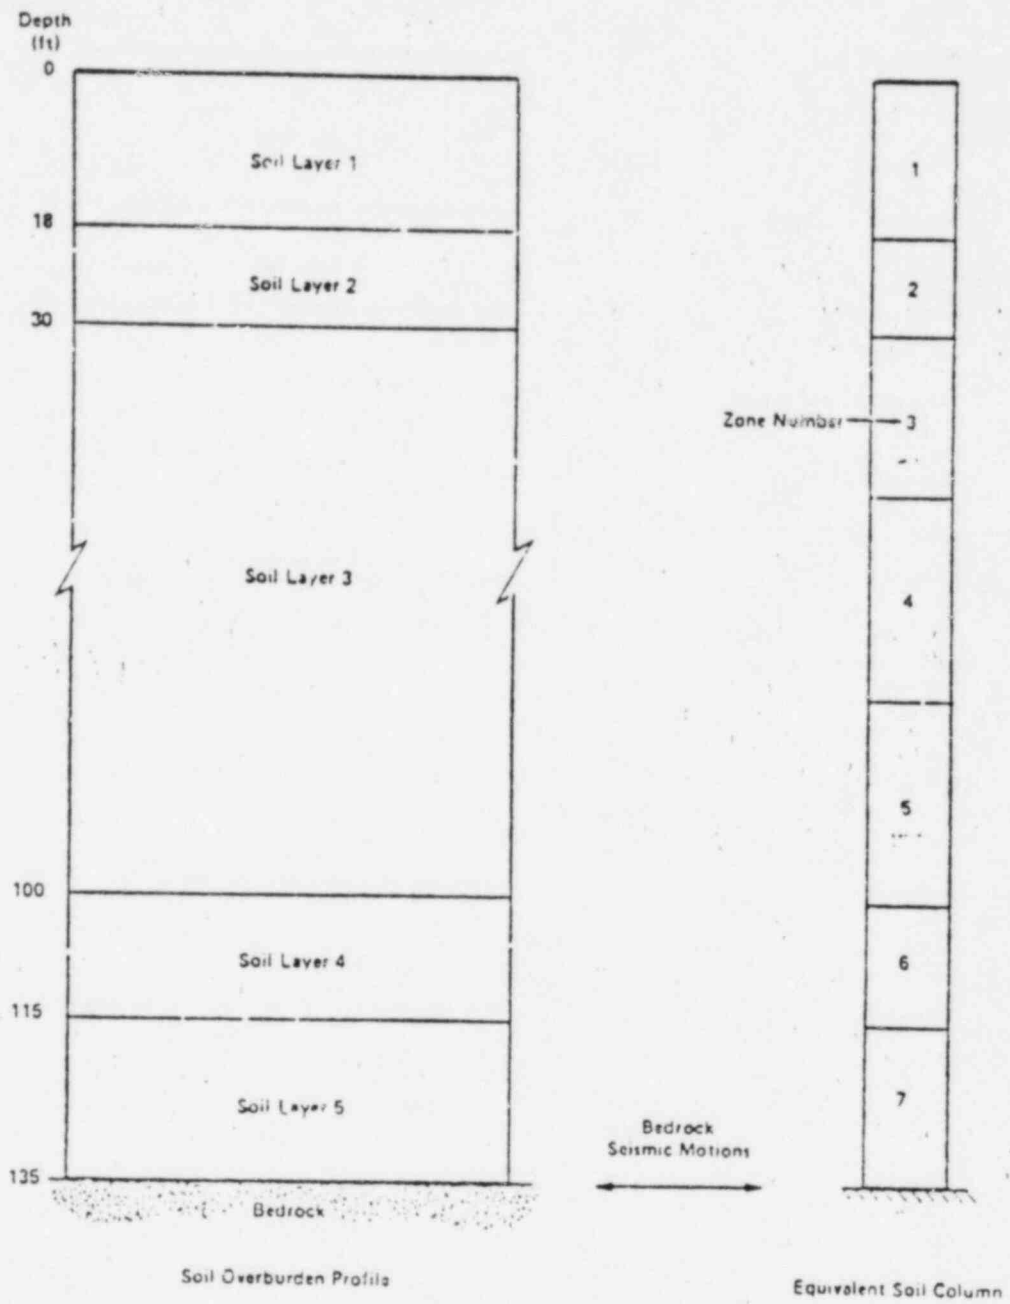 Depth
(ft)
0
Soil Layer 1
1
18
Soil Layer 2
2
30
Zone Number
3
Soil Layer 3
4
5
100
Soil Layer 4
6
115
Soil Layer 5
7
Bedrock
Seismic Motions
135
Bedrock
Soil Overburden Profile
Equivalent Soil Column